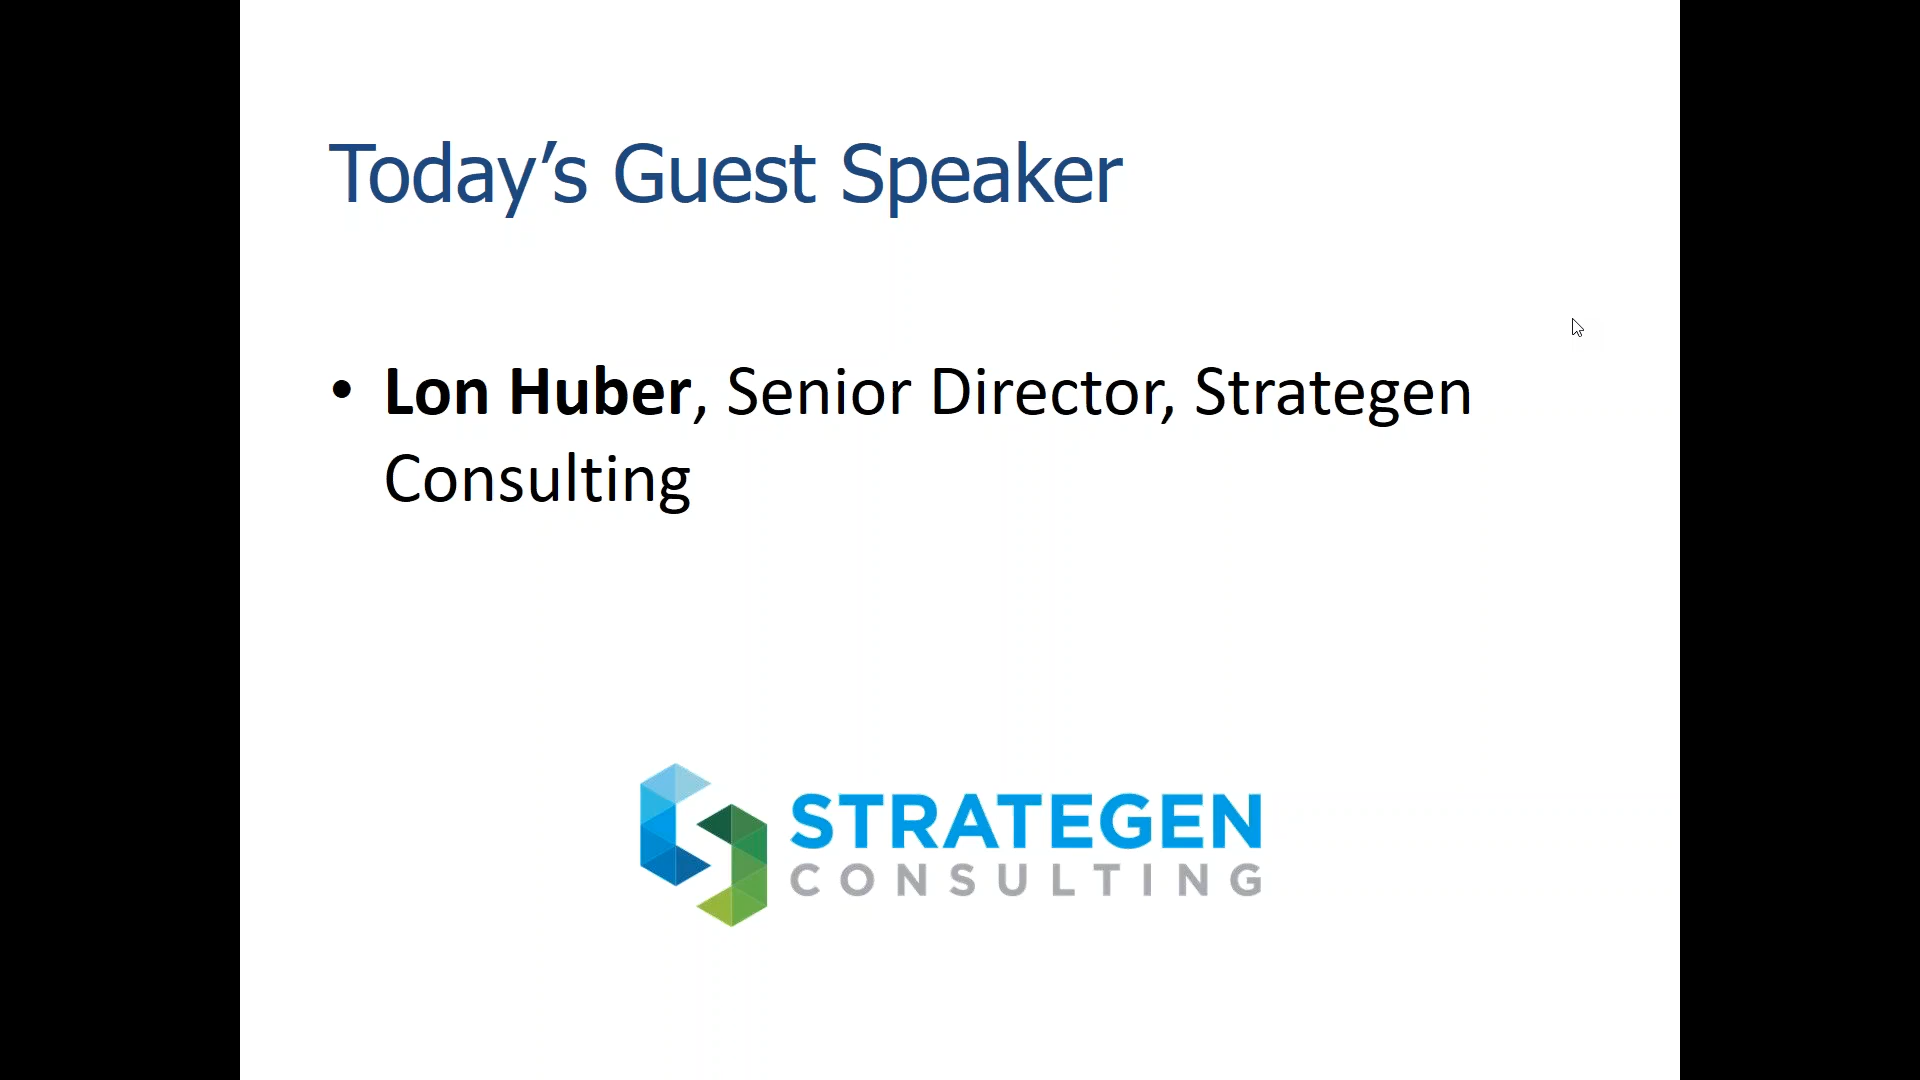 Today’s Guest Speaker
• Lon Huber, Senior Director, Strategen
Consulting
STRATEGEN
CONSULTING